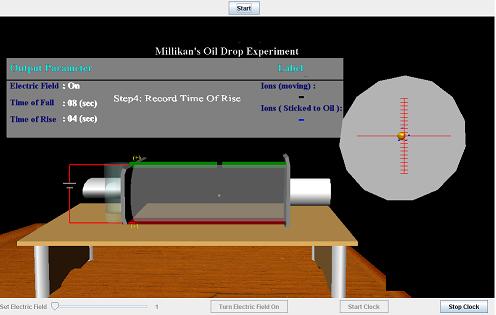 Start
Millikan's Oil Drop Experiment
Output Parameter
Label
Electric Field : On
Time of Fall : 08 (sec)
Time of Rise : 04 (sec)
Step4: Record Time Of Rise
Ions (moving) :
Ions ( Sticked to Oil ):
(+)
(-)
Set Electric Field 1
Turn Electric Field On
Start Clock
Stop Clock